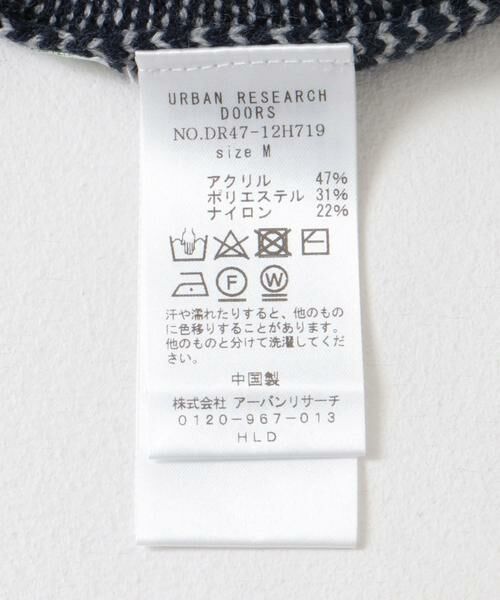 URBAN RESEARCH
DOORS
NO.DR47-12H719
size M
アクリル 47%
ポリエステル 31%
ナイロン 22%
F W
汗や濡れたりすると、他のもの
に色移りすることがあります。
他のものと分けて洗濯してくだ
さい。
中国製
株式会社 アーバンリサーチ
0120-967-013
HLD